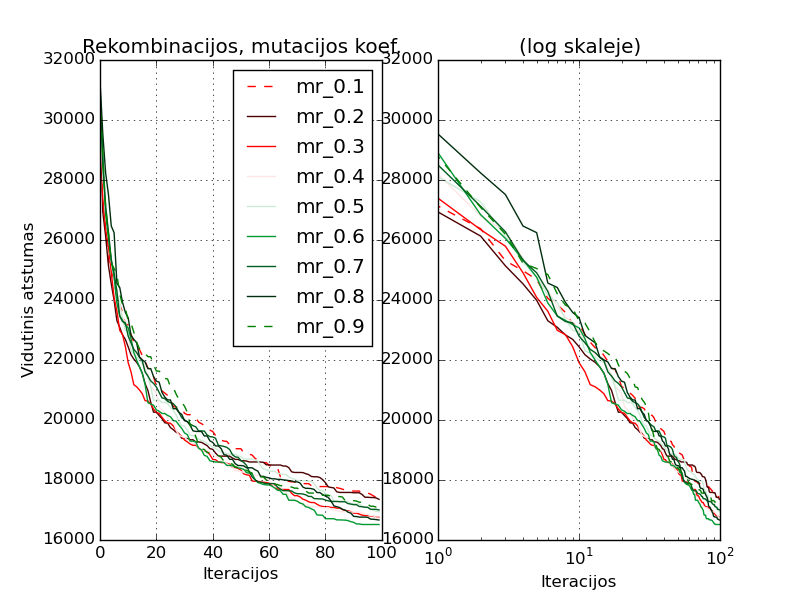 Rekombinacijos, mutacijos koef.
(log skaleje)
Vidutinis atstumas
32000
30000
28000
26000
24000
22000
20000
18000
16000
0
20
40
60
80
100
Iteracijos
mr_0.1
mr_0.2
mr_0.3
mr_0.4
mr_0.5
mr_0.6
mr_0.7
mr_0.8
mr_0.9
32000
30000
28000
26000
24000
22000
20000
18000
16000
10^0
10^1
10^2
Iteracijos